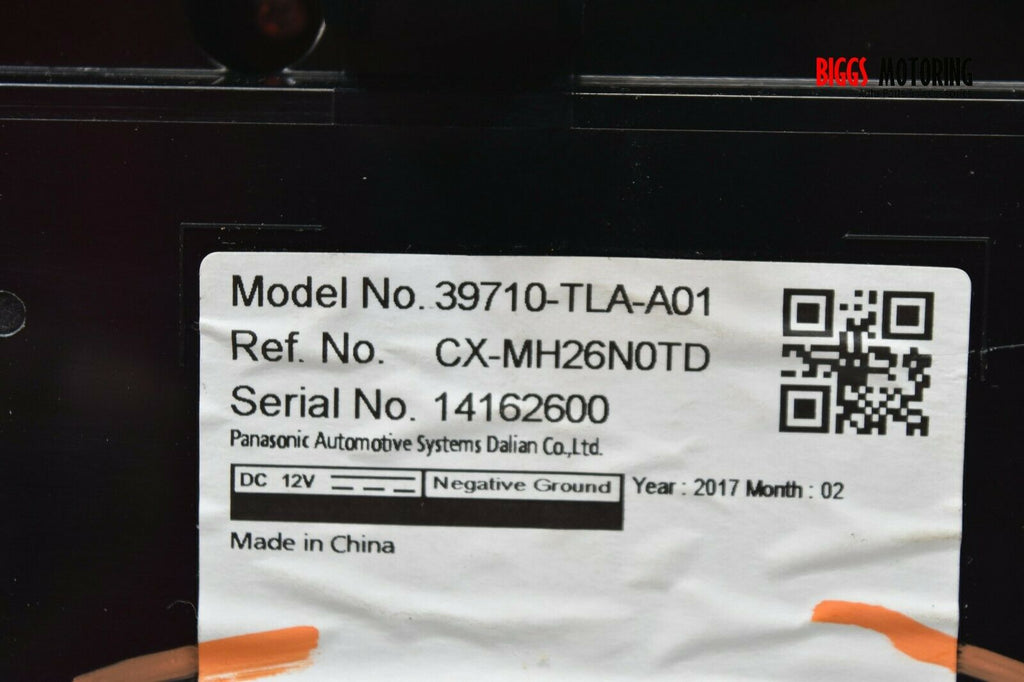 BIGGS MOTORING
Model No. 39710-TLA-A01
Ref. No. CX-MH26N0TD
Serial No. 14162600
Panasonic Automotive Systems Dalian Co.,Ltd.
DC 12V Negative Ground
Year : 2017 Month : 02
Made in China